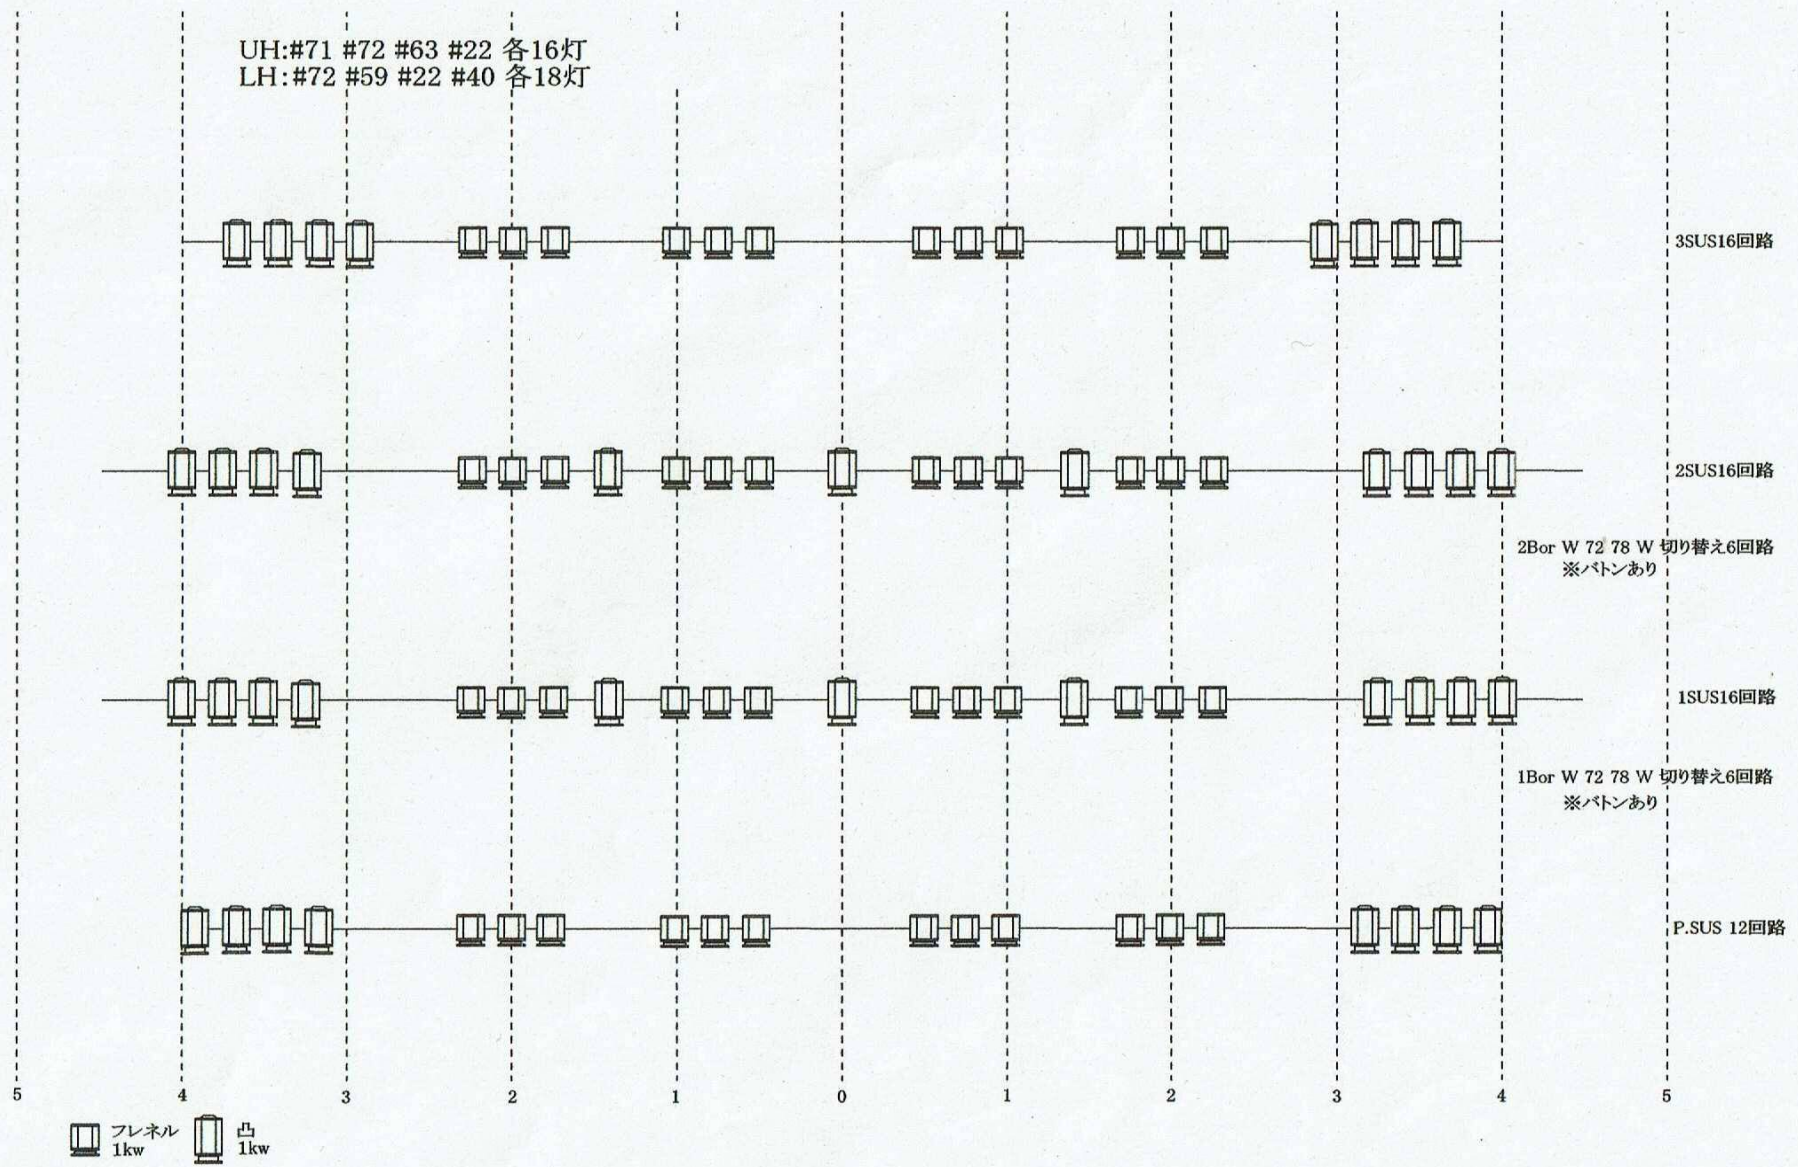 UH:#71 #72 #63 #22 各16灯
LH:#72 #59 #22 #40 各18灯
3SUS16回路
2SUS16回路
2Bor W 72 78 W 切り替え6回路
※バトンあり
1SUS16回路
1Bor W 72 78 W 切り替え6回路
※バトンあり
P.SUS 12回路
5 4 3 2 1 0 1 2 3 4 5
フレネル 凸
1kw 1kw